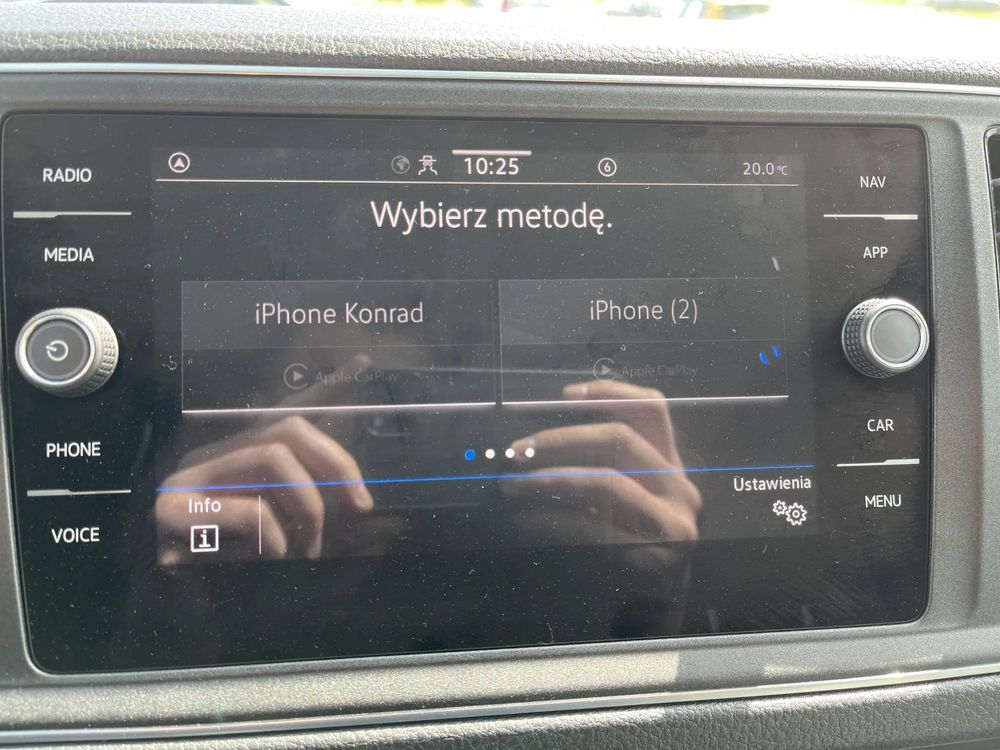 RADIO
MEDIA
PHONE
VOICE
10:25
6
20.0°C
Wybierz metodę.
iPhone Konrad
Apple CarPlay
iPhone (2)
Apple CarPlay
Info
i
Ustawienia
NAV
APP
CAR
MENU